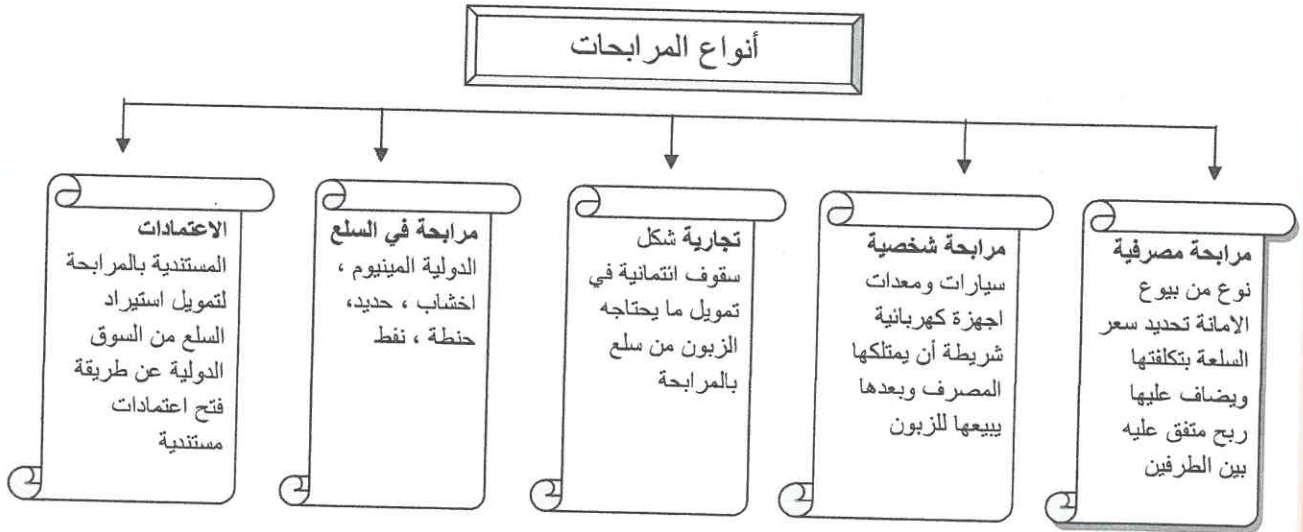 أنواع المرابحات
مرابحة مصرفية
نوع من بيوع
الامانة تحديد سعر
السلعة بتكلفتها
ويضاف عليها
ربح متفق عليه
بين الطرفين
مرابحة شخصية
سيارات ومعدات
اجهزة كهربائية
شريطة أن يمتلكها
المصرف وبعدها
يبيعها للزبون
تجارية شكل
سقوف ائتمانية في
تمويل ما يحتاجه
الزبون من سلع
بالمرابحة
مرابحة في السلع
الدولية المينيوم ،
اخشاب ، حديد،
حنطة ، نفط
الاعتمادات
المستندية بالمرابحة
لتمويل استيراد
السلع من السوق
الدولية عن طريقة
فتح اعتمادات
مستندية